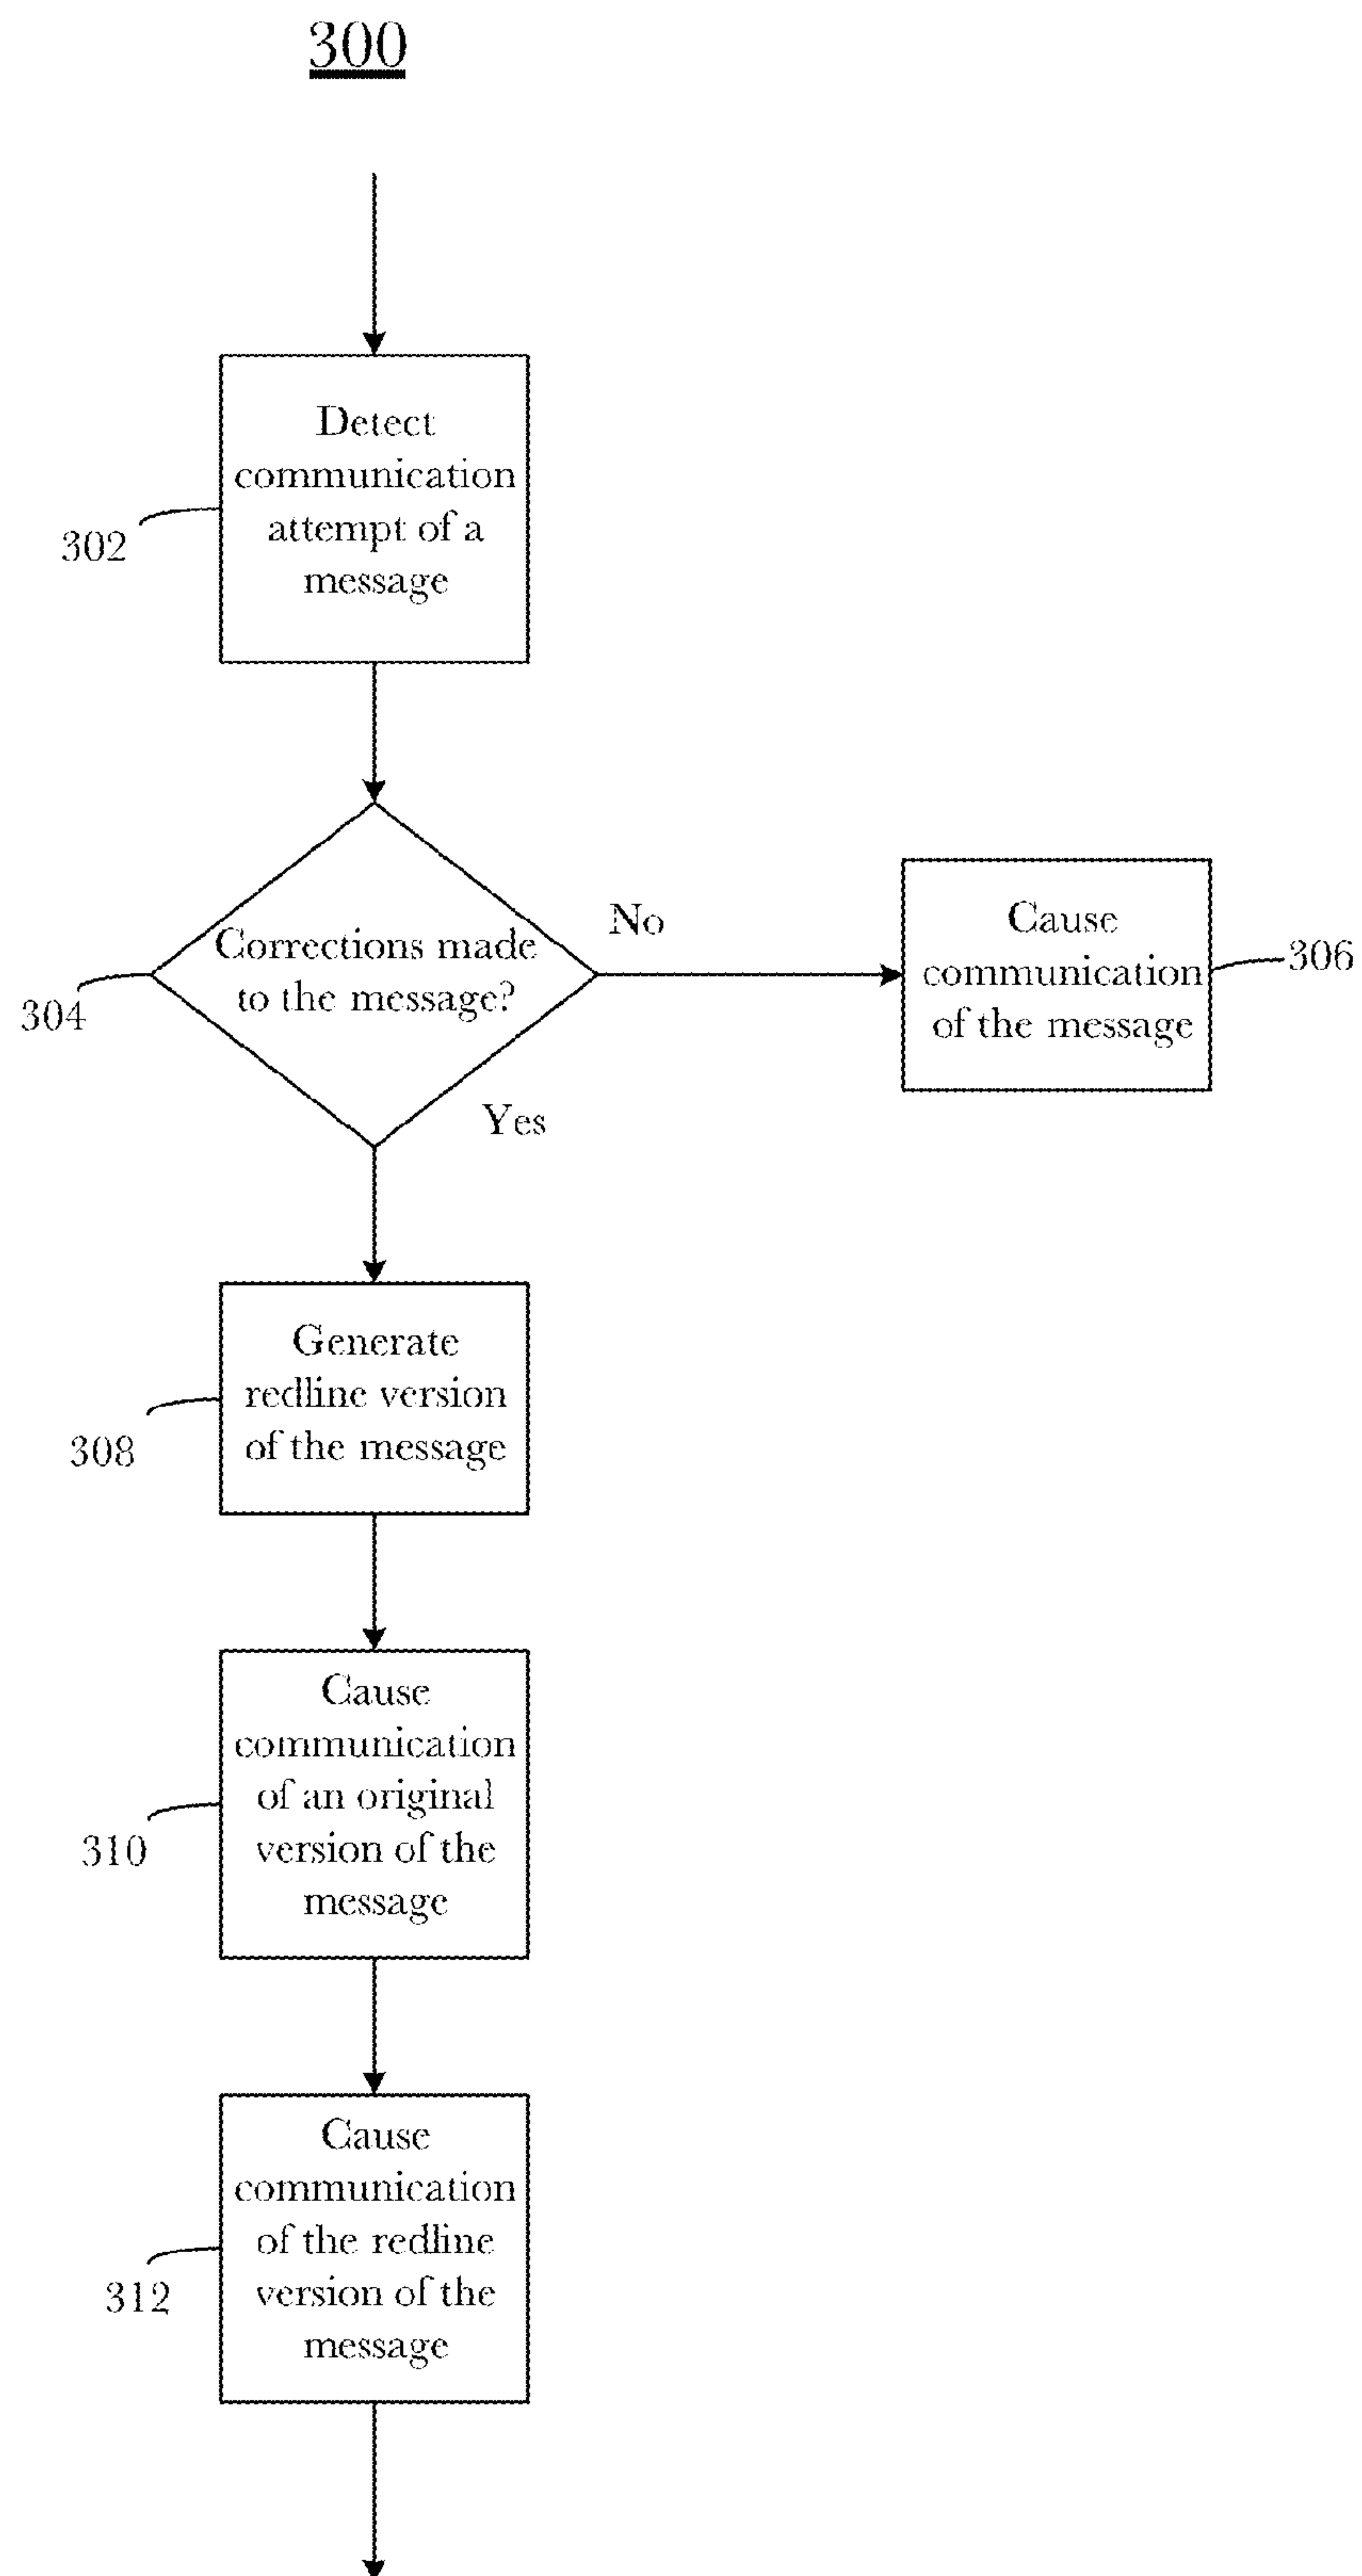 300
Detect
communication
attempt of a
message
302
Corrections made
to the message?
304
No
Cause
communication
of the message
306
Yes
Generate
redline version
of the message
308
Cause
communication
of an original
version of the
message
310
Cause
communication
of the redline
version of the
message
312